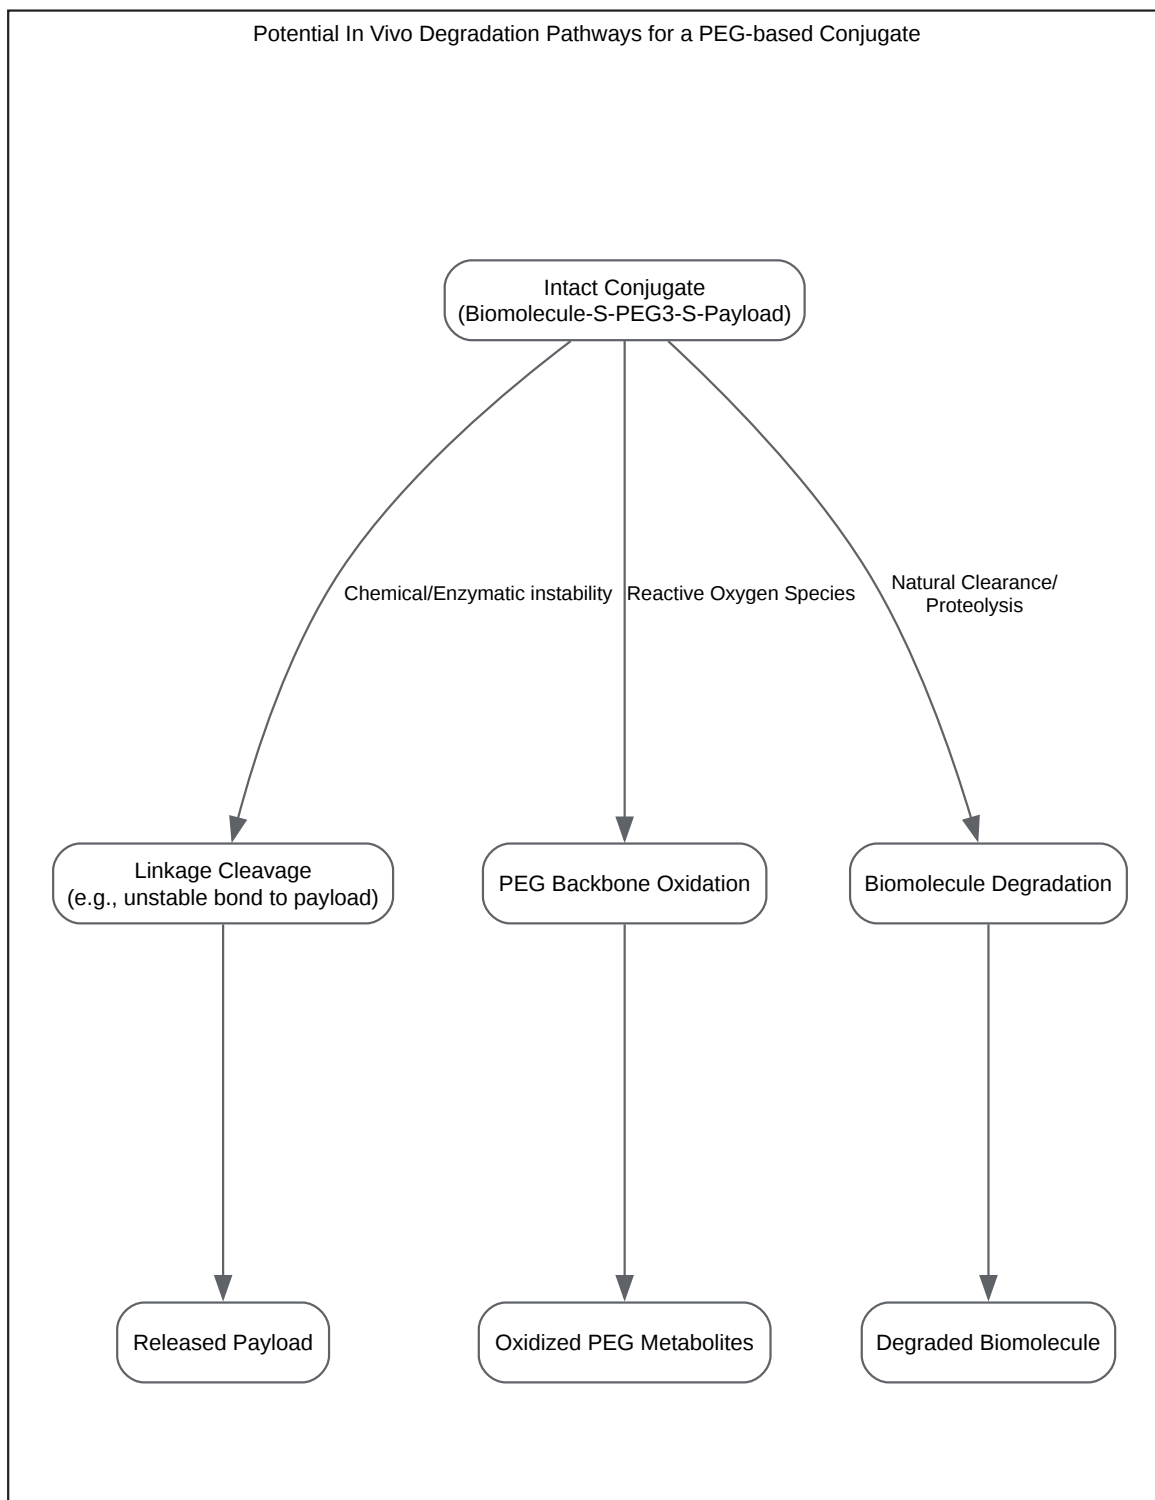 Potential In Vivo Degradation Pathways for a PEG-based Conjugate
Intact Conjugate
(Biomolecule-S-PEG3-S-Payload)
Chemical/Enzymatic instability
Reactive Oxygen Species
Natural Clearance/
Proteolysis
Linkage Cleavage
(e.g., unstable bond to payload)
PEG Backbone Oxidation
Biomolecule Degradation
Released Payload
Oxidized PEG Metabolites
Degraded Biomolecule